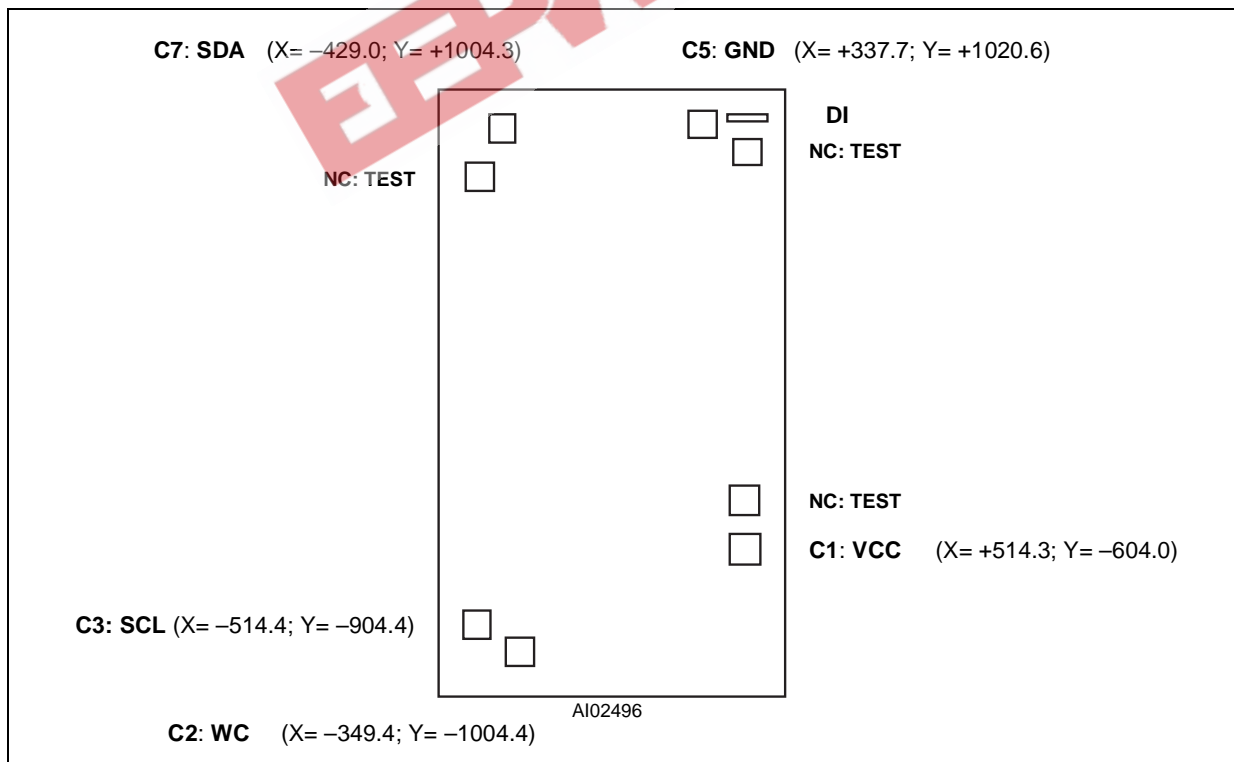 C7: SDA (X= –429.0; Y= +1004.3) C5: GND (X= +337.7; Y= +1020.6)
DI
NC: TEST
NC: TEST
NC: TEST
C1: VCC (X= +514.3; Y= –604.0)
C3: SCL (X= –514.4; Y= –904.4)
AI02496
C2: WC (X= –349.4; Y= –1004.4)